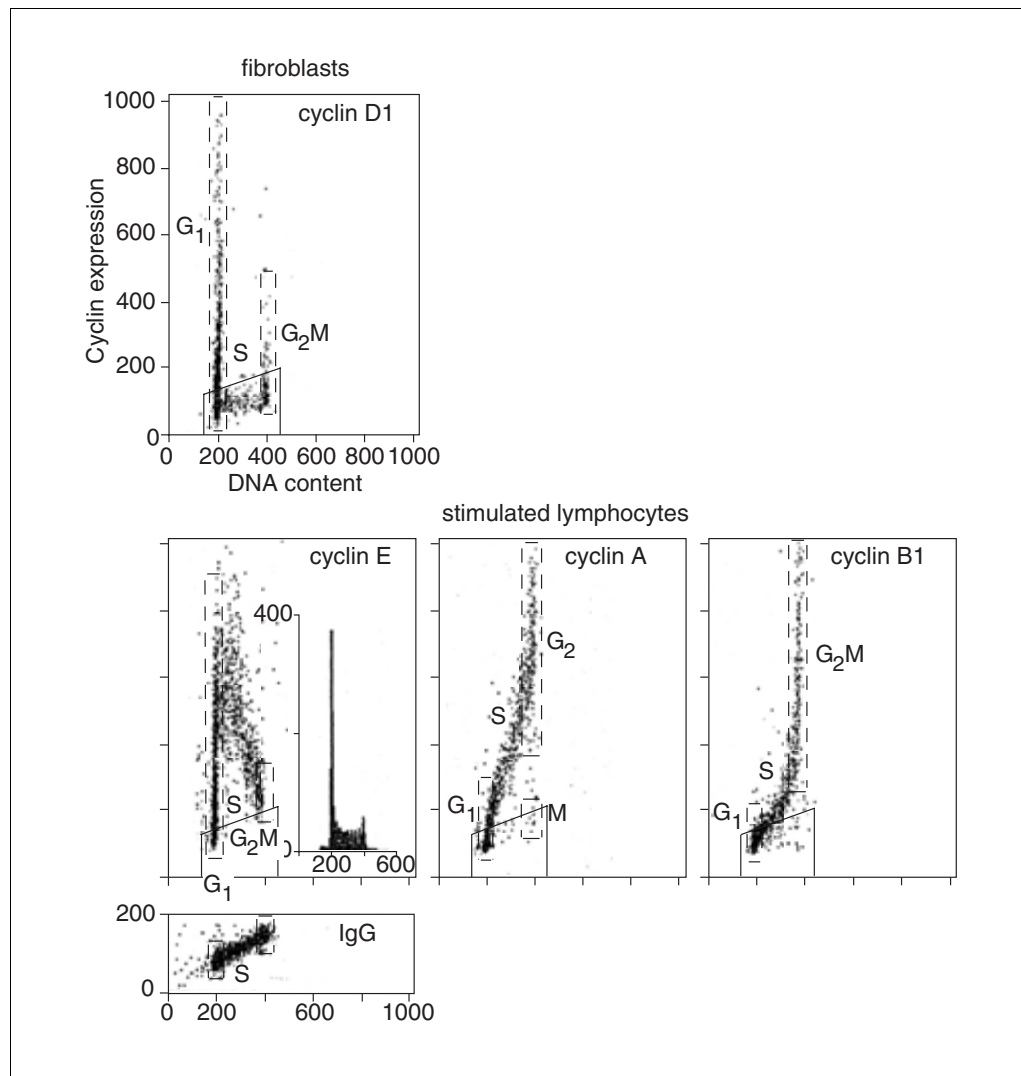 fibroblasts
cyclin D1
1000
800
600
400
200
0
Cyclin expression
G1
S
G2M
0 200 400 600 800 1000
DNA content
stimulated lymphocytes
cyclin E
400
0
200 600
S
G2M
G1
cyclin A
G2
S
G1
M
cyclin B1
G2M
S
G1
IgG
200
0
S
0 200 600 1000